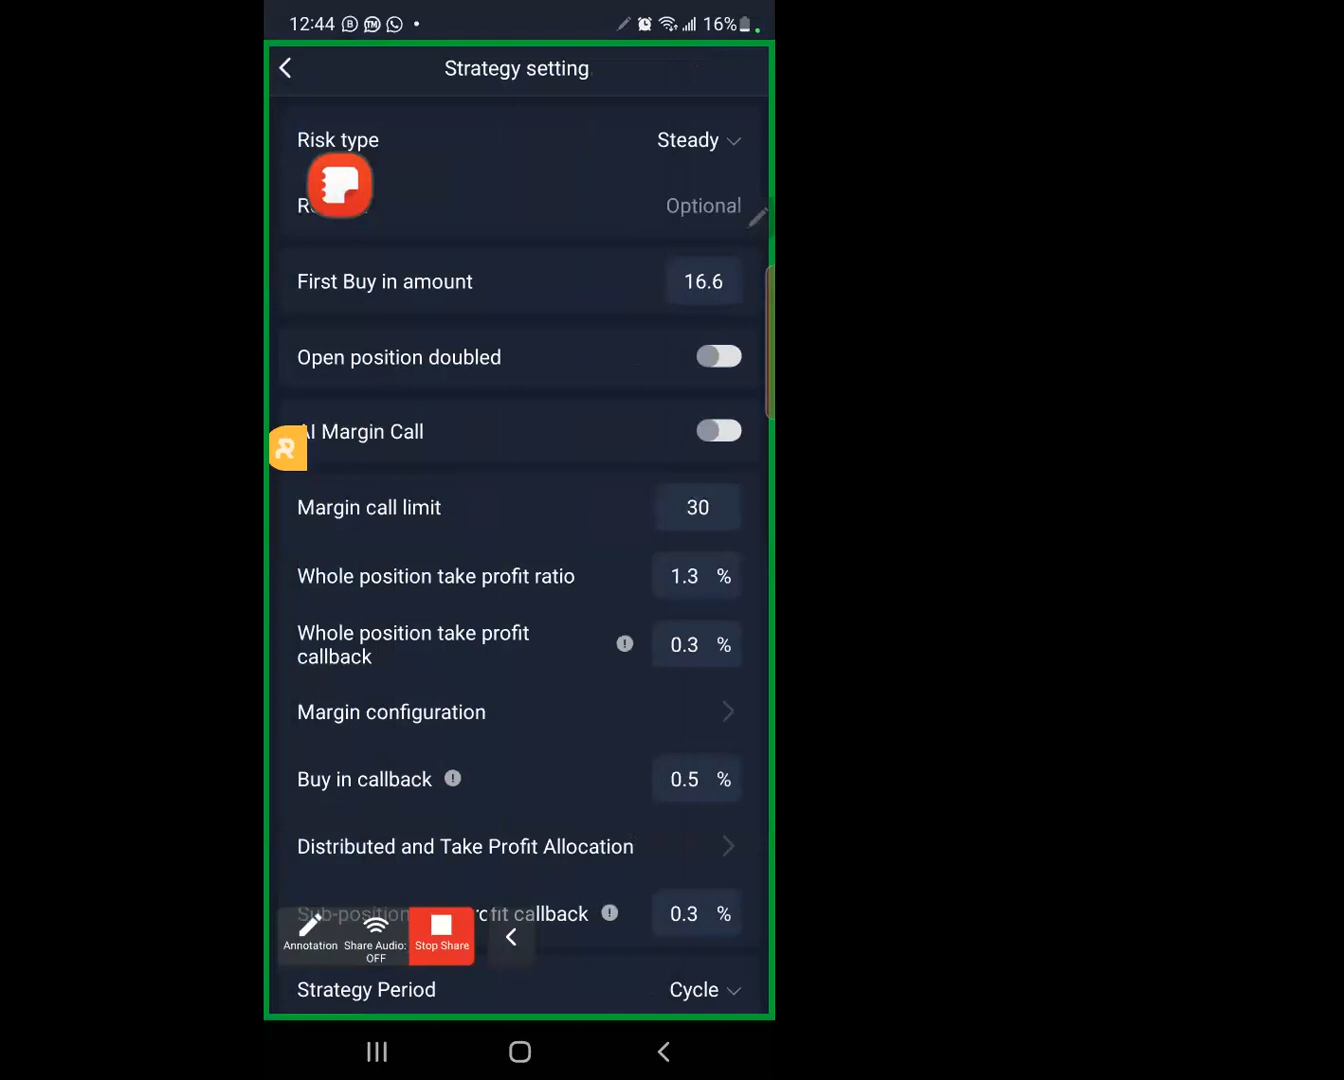 12:44 16%
Strategy setting
Risk type Steady
Optional
First Buy in amount 16.6
Open position doubled
AI Margin Call
Margin call limit 30
Whole position take profit ratio 1.3 %
Whole position take profit
callback 0.3 %
Margin configuration
Buy in callback 0.5 %
Distributed and Take Profit Allocation
Sub-position callback 0.3 %
Annotation Share Audio: Stop Share
OFF
Strategy Period Cycle